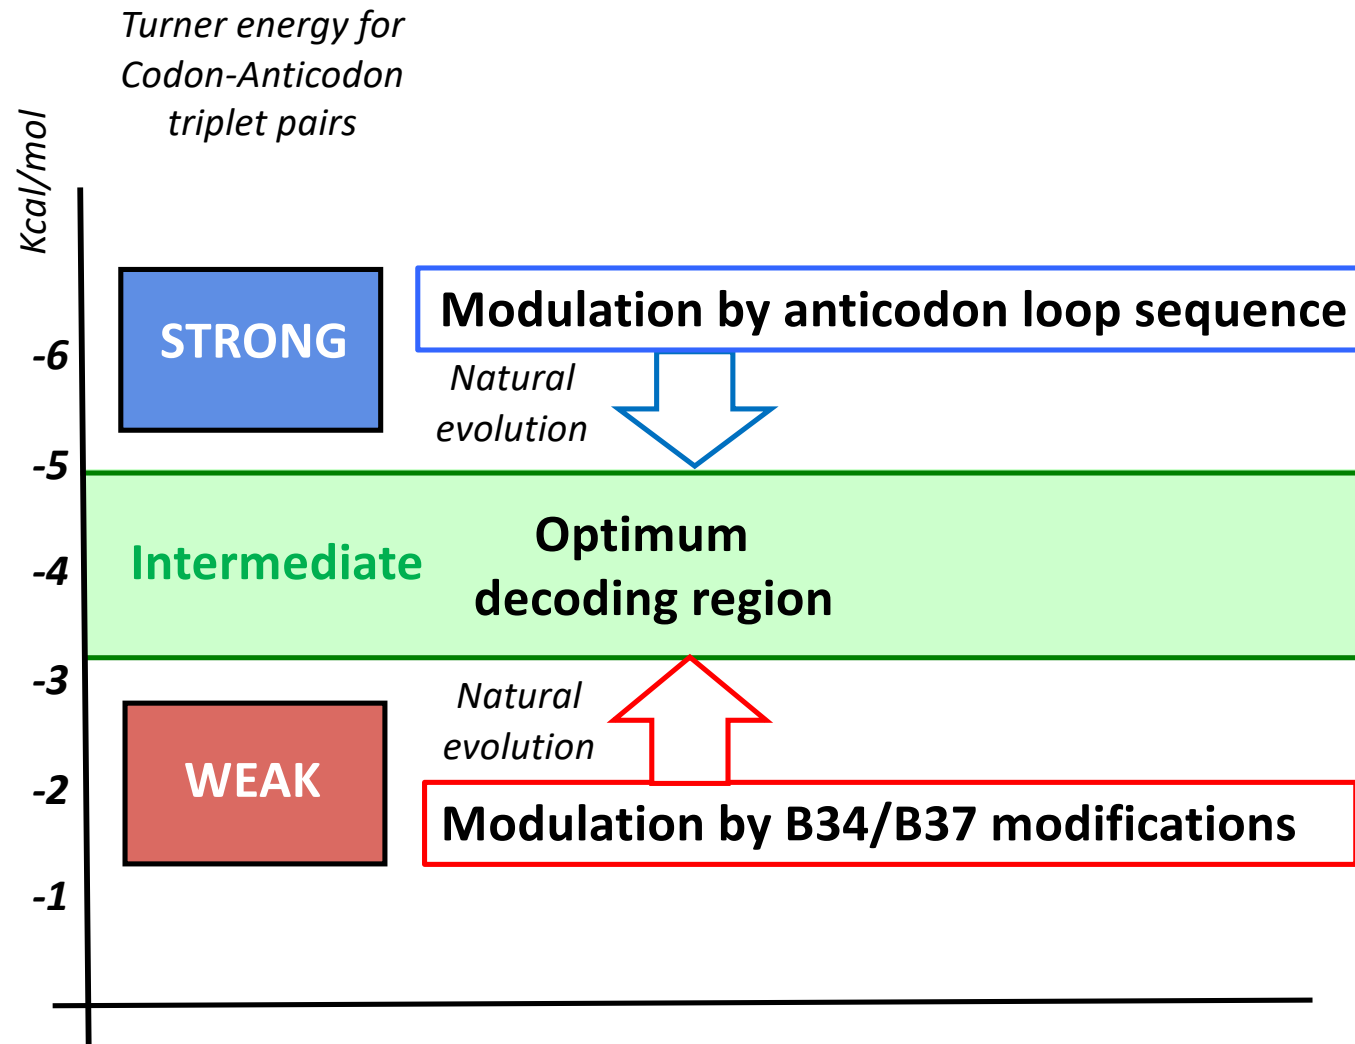 Turner energy for
Codon-Anticodon
triplet pairs
Kcal/mol
STRONG
Modulation by anticodon loop sequence
-6
Natural
evolution
-5
Intermediate
Optimum
decoding region
-4
-3
Natural
evolution
WEAK
-2
Modulation by B34/B37 modifications
-1